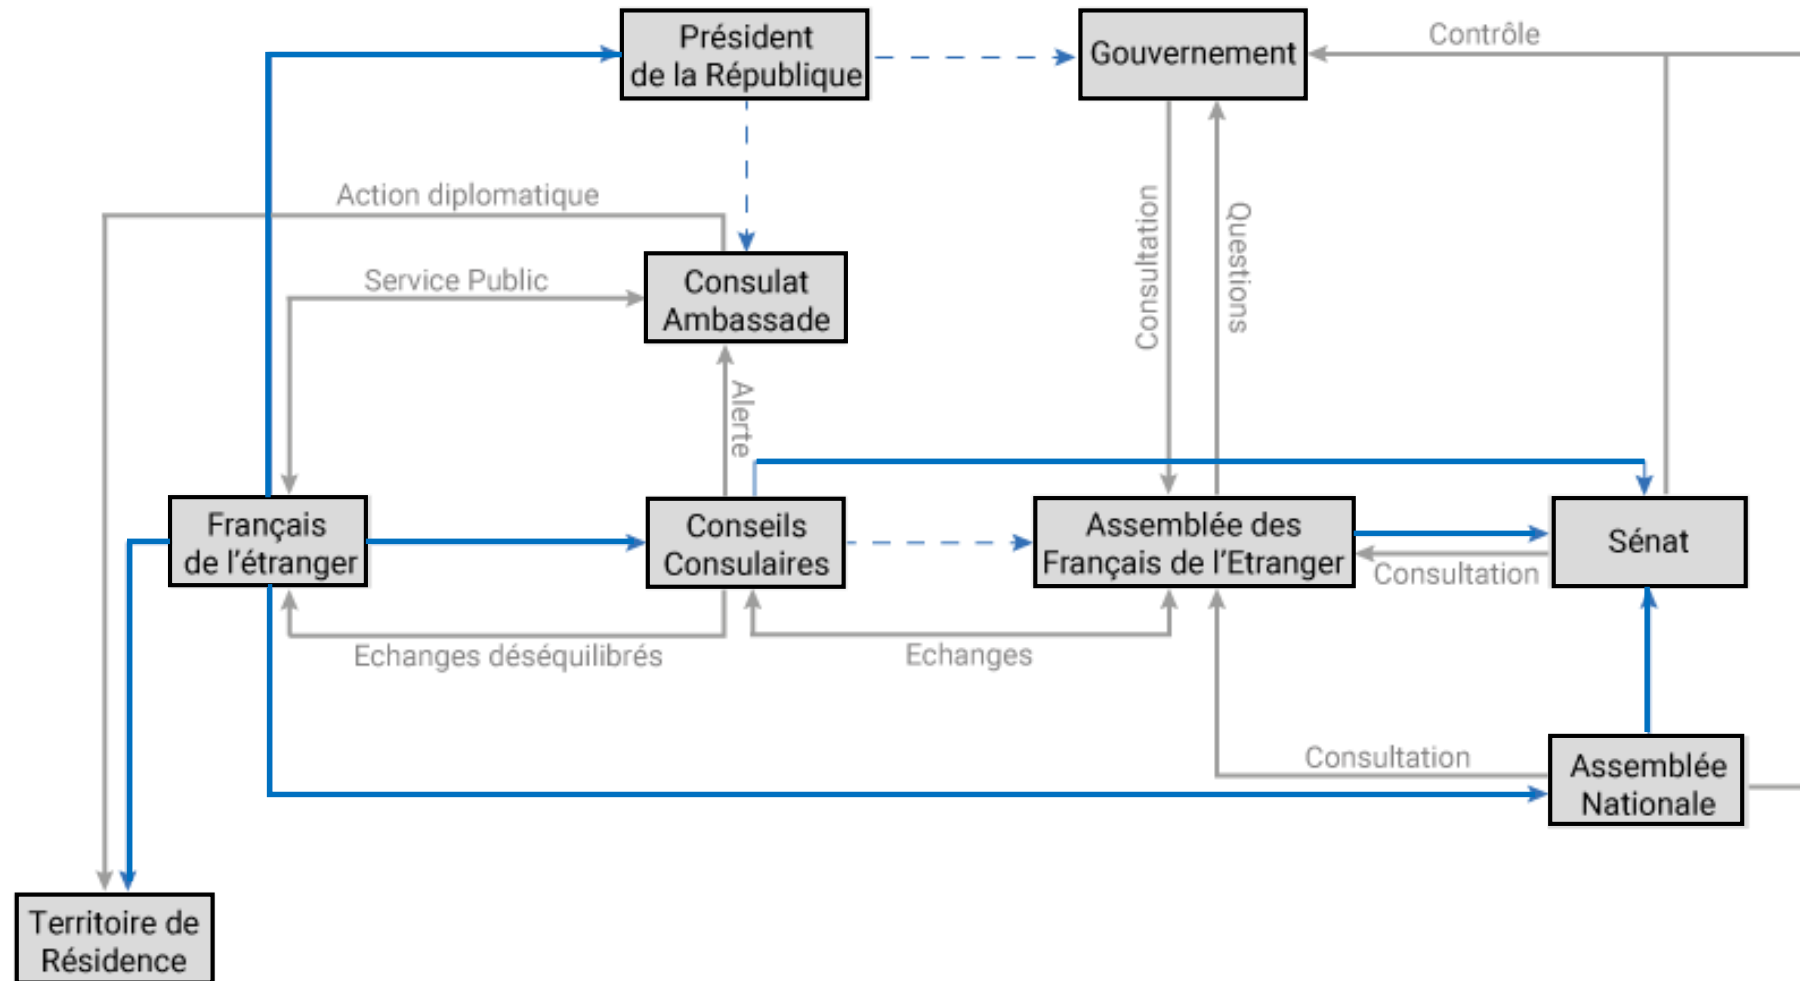 Président
de la République
Gouvernement
Contrôle
Action diplomatique
Service Public
Consulat
Ambassade
Consultation
Questions
Alerte
Français
de l'étranger
Conseils
Consulaires
Assemblée des
Français de l'Etranger
Sénat
Consultation
Echanges déséquilibrés
Echanges
Consultation
Assemblée
Nationale
Territoire de
Résidence